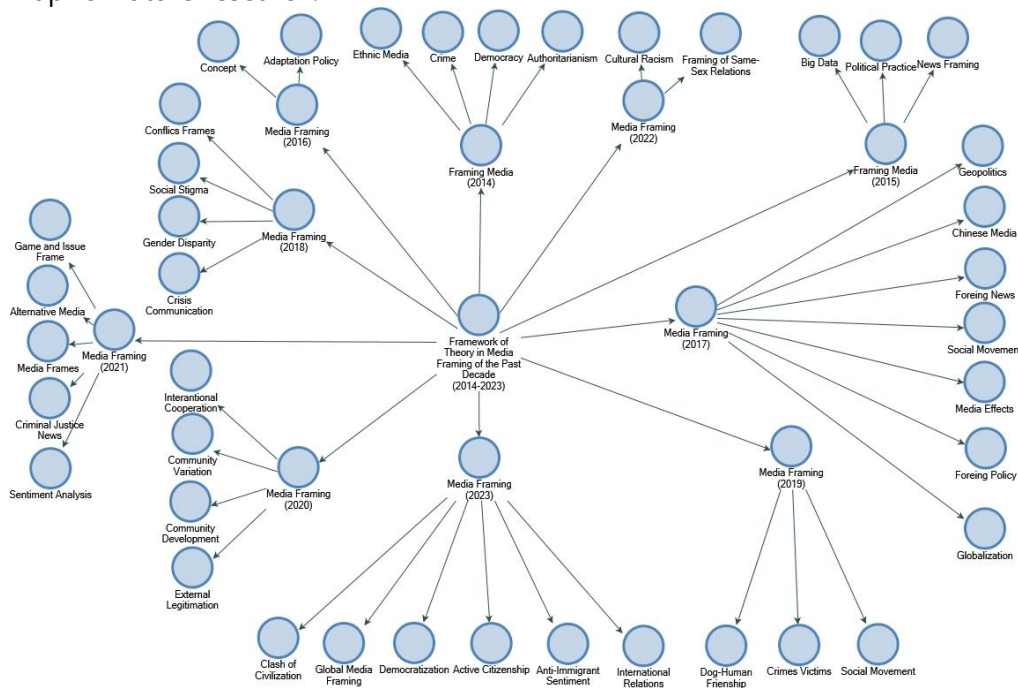 Ethnic Media
Crime
Democracy
Authoritarianism
Cultural Racism
Framing of Same-
Sex Relations
Big Data
Political Practice
News Framing
Concept
Adaptation Policy
Media Framing
(2016)
Framing Media
(2014)
Media Framing
(2022)
Framing Media
(2015)
Conflics Frames
Social Stigma
Gender Disparity
Crisis
Communication
Media Framing
(2018)
Geopolitics
Chinese Media
Foreing News
Social Movemen
Media Effects
Foreing Policy
Globalization
Media Framing
(2017)
Game and Issue
Frame
Alternative Media
Media Frames
Criminal Justice
News
Sentiment Analysis
Media Framing
(2021)
Framework of
Theory in Media
Framing of the Past
Decade
(2014-2023)
Interantional
Cooperation
Community
Variation
Community
Development
External
Legitimation
Media Framing
(2020)
Media Framing
(2023)
Media Framing
(2019)
Clash of
Civilization
Global Media
Framing
Democratization
Active Citizenship
Anti-Immigrant
Sentiment
International
Relations
Dog-Human
Frienship
Crimes Victims
Social Movement